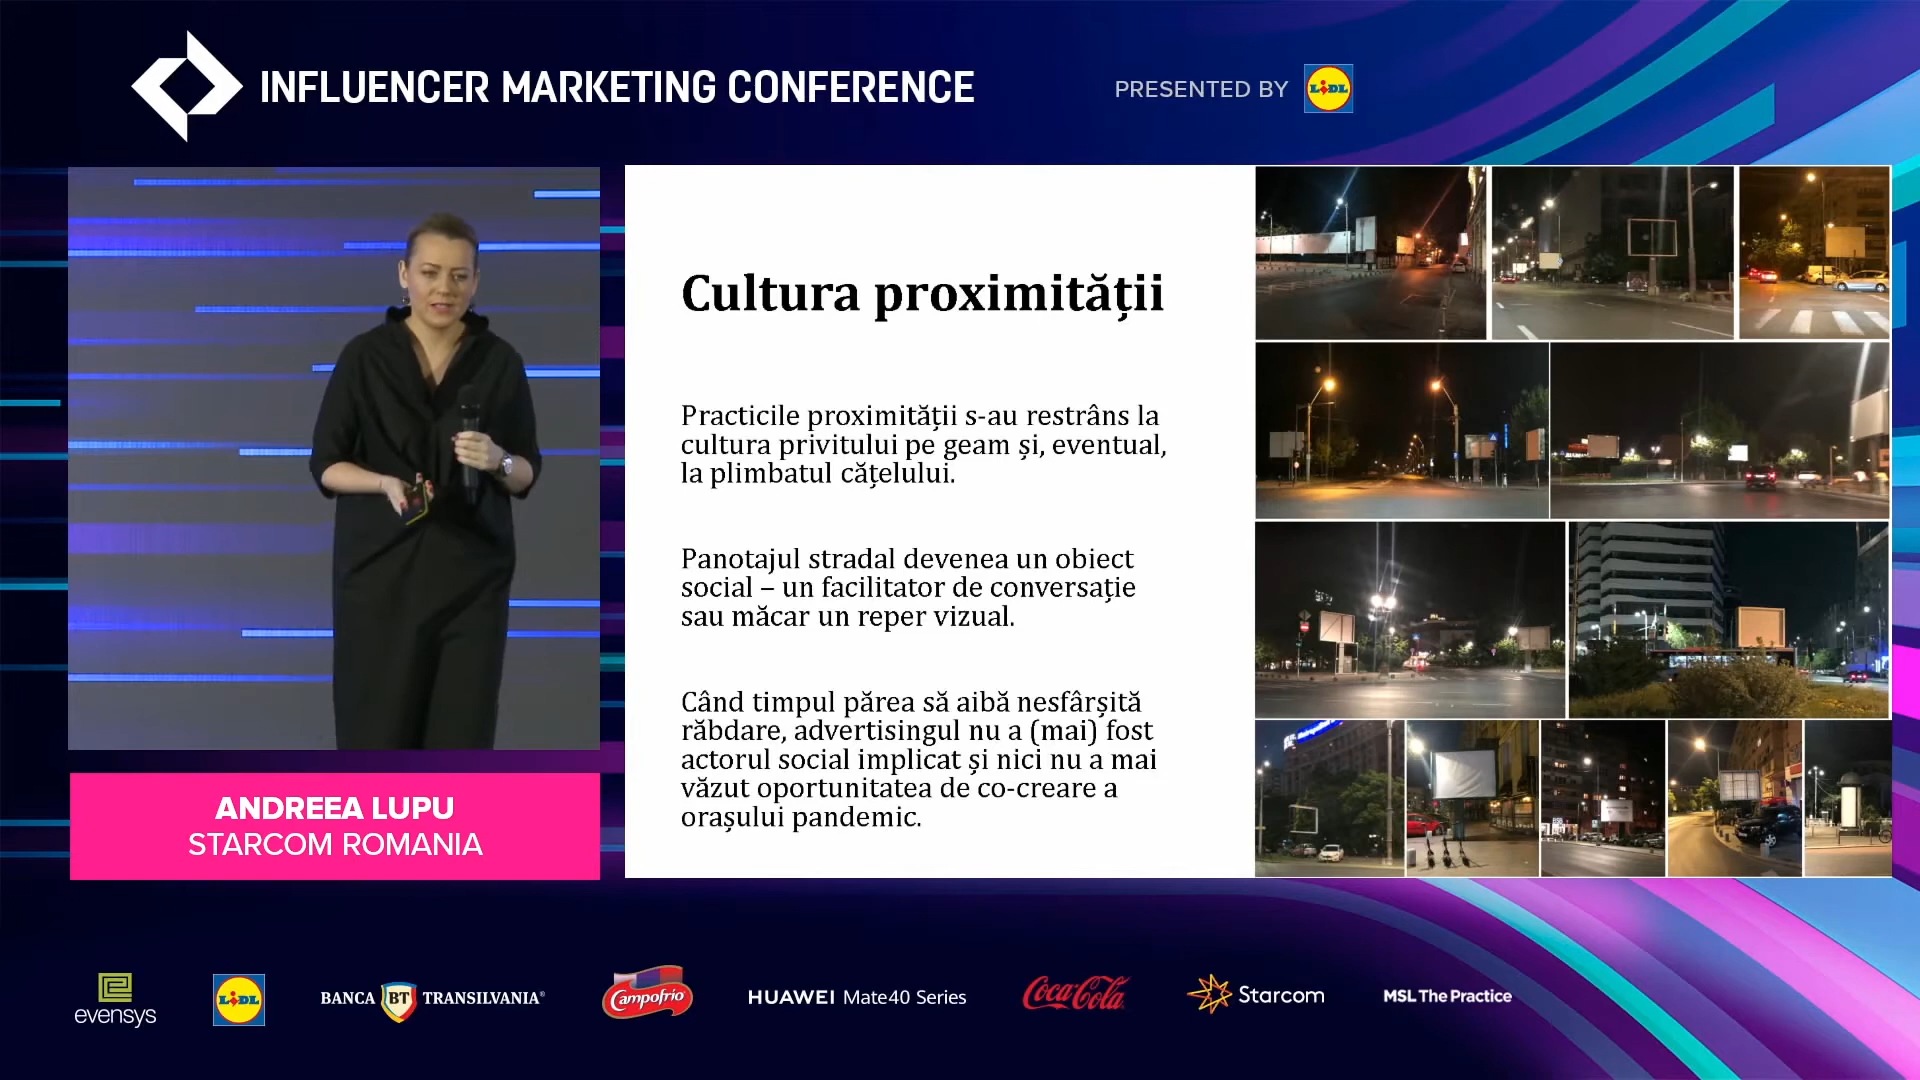 INFLUENCER MARKETING CONFERENCE
PRESENTED BY
LIDL
Cultura proximității
Practicile proximității s-au restrâns la
cultura privitului pe geam și, eventual,
la plimbatul cățelului.
Panotajul stradal devenea un obiect
social – un facilitator de conversație
sau măcar un reper vizual.
Când timpul părea să aibă nesfârșită
răbdare, advertisingul nu a (mai) fost
actorul social implicat și nici nu a mai
văzut oportunitatea de co-creare a
orașului pandemic.
ANDREEA LUPU
STARCOM ROMANIA
evensys
LIDL
BANCA BT TRANSILVANIA®
Campofrio
HUAWEI Mate40 Series
Coca-Cola
Starcom
MSL The Practice